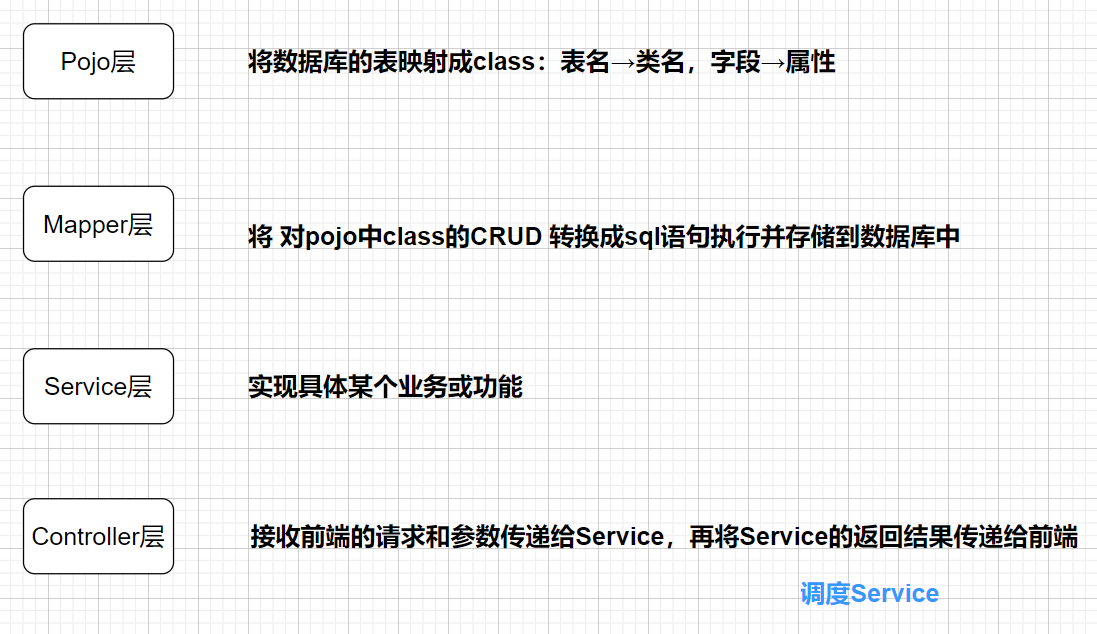 Pojo层
将数据库的表映射成class：表名→类名，字段→属性
Mapper层
将 对pojo中class的CRUD 转换成sql语句执行并存储到数据库中
Service层
实现具体某个业务或功能
Controller层
接收前端的请求和参数传递给Service，再将Service的返回结果传递给前端
调度Service